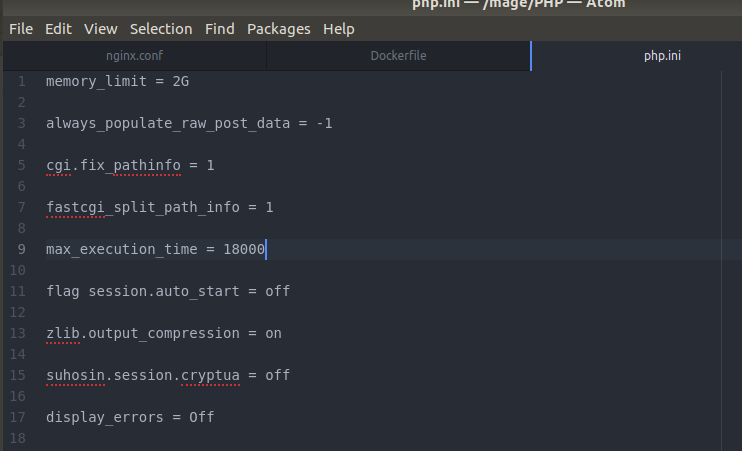 php.ini — /mage/PHP — Atom
File Edit View Selection Find Packages Help
nginx.conf Dockerfile php.ini
1 memory_limit = 2G
2
3 always_populate_raw_post_data = -1
4
5 cgi.fix_pathinfo = 1
6
7 fastcgi_split_path_info = 1
8
9 max_execution_time = 18000
10
11 flag session.auto_start = off
12
13 zlib.output_compression = on
14
15 suhosin.session.cryptua = off
16
17 display_errors = Off
18